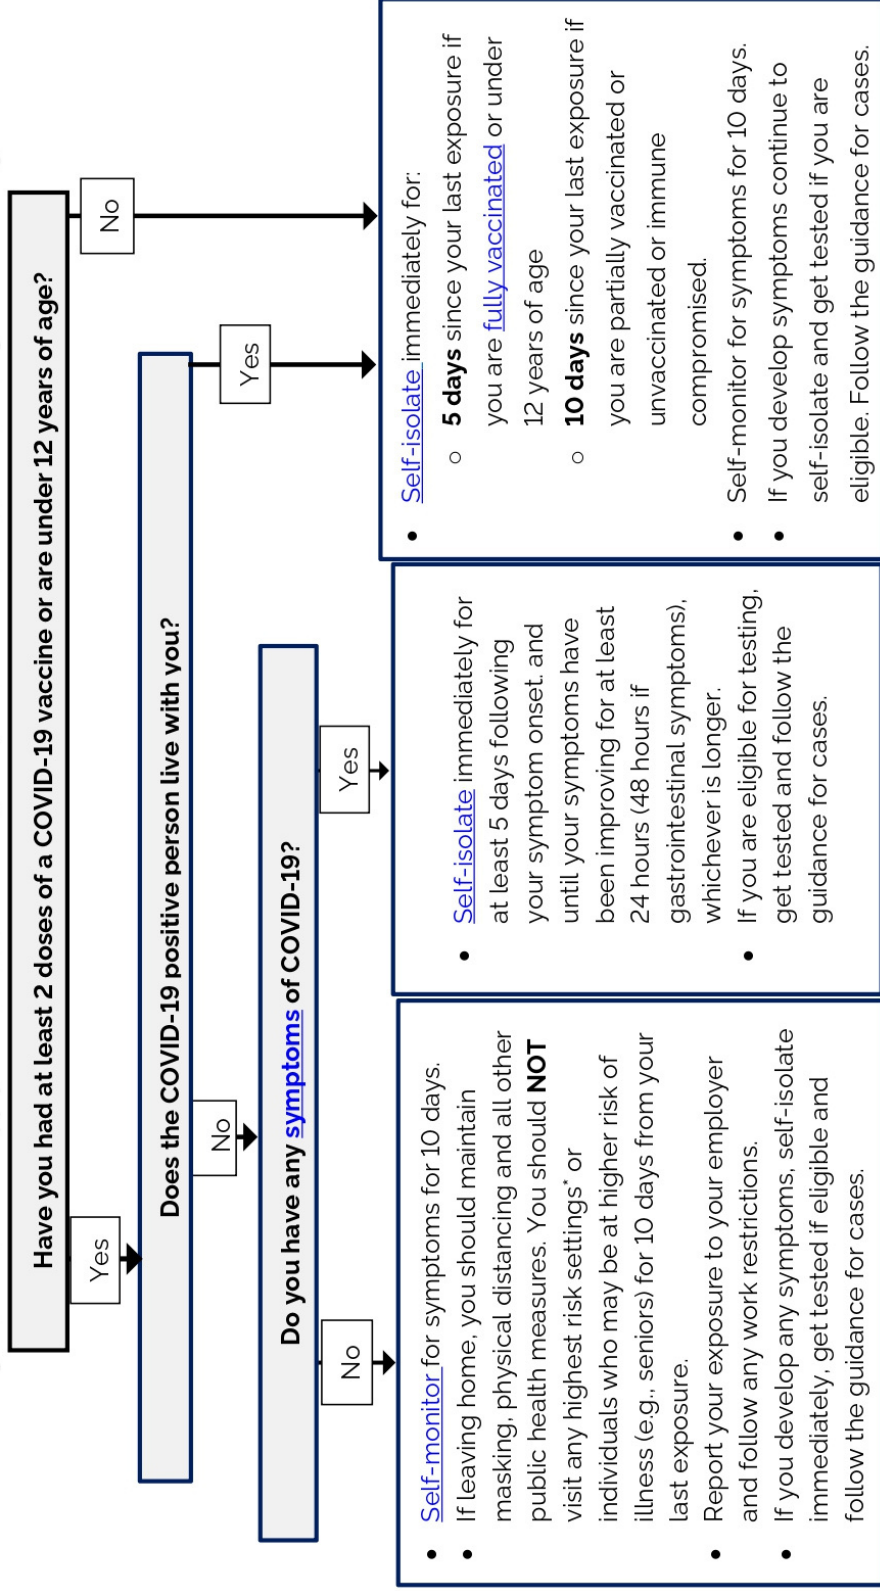 Have you had at least 2 doses of a COVID-19 vaccine or are under 12 years of age?
Yes
No
Does the COVID-19 positive person live with you?
No
Yes
Do you have any symptoms of COVID-19?
No
Yes
• Self-monitor for symptoms for 10 days.
• If leaving home, you should maintain
masking, physical distancing and all other
public health measures. You should NOT
visit any highest risk settings* or
individuals who may be at higher risk of
illness (e.g., seniors) for 10 days from your
last exposure.
• Report your exposure to your employer
and follow any work restrictions.
• If you develop any symptoms, self-isolate
immediately, get tested if eligible and
follow the guidance for cases.
• Self-isolate immediately for
at least 5 days following
your symptom onset. and
until your symptoms have
been improving for at least
24 hours (48 hours if
gastrointestinal symptoms),
whichever is longer.
• If you are eligible for testing,
get tested and follow the
guidance for cases.
• Self-isolate immediately for:
○ 5 days since your last exposure if
you are fully vaccinated or under
12 years of age
○ 10 days since your last exposure if
you are partially vaccinated or
unvaccinated or immune
compromised.
• Self-monitor for symptoms for 10 days.
• If you develop symptoms continue to
self-isolate and get tested if you are
eligible. Follow the guidance for cases.